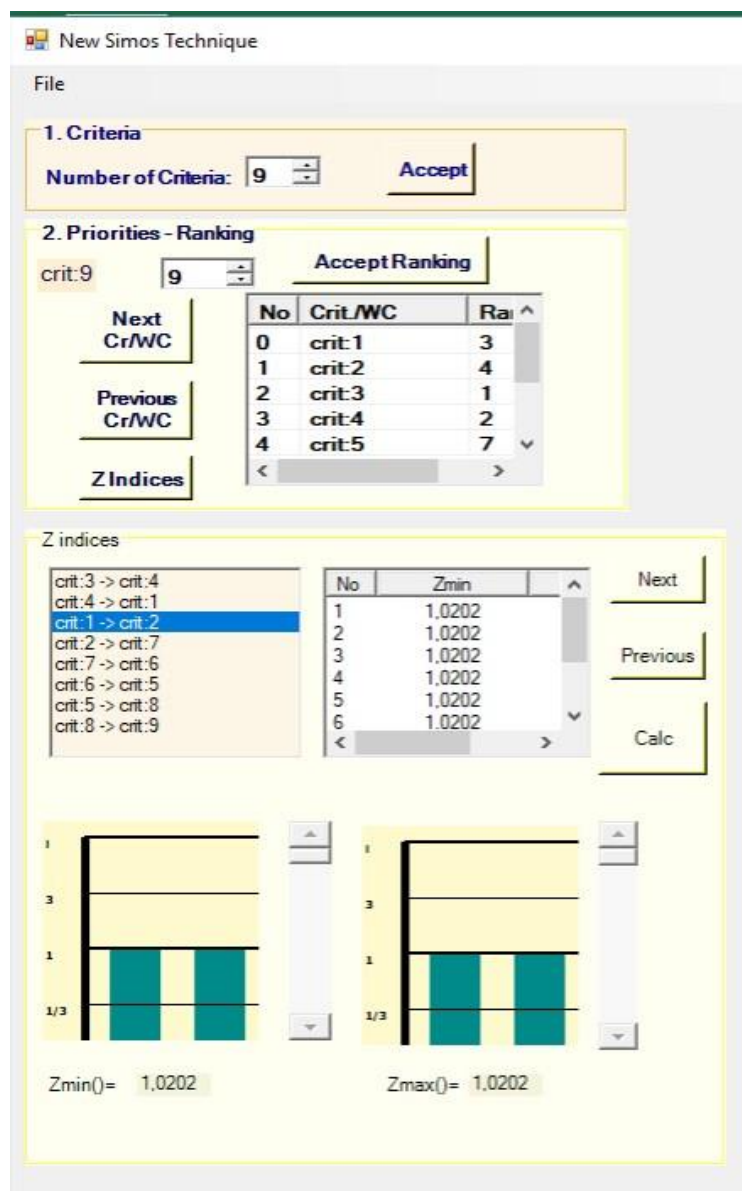 New Simos Technique
File
1. Criteria
Number of Criteria: 9 Accept
2. Priorities - Ranking
crit:9 9 Accept Ranking
Next
Cr/WC
Previous
Cr/WC
Z Indices
No Crit./WC Ra
0 crit:1 3
1 crit:2 4
2 crit:3 1
3 crit:4 2
4 crit:5 7
Z indices
crit:3 -> crit:4
crit:4 -> crit:1
crit:1 -> crit:2
crit:2 -> crit:7
crit:7 -> crit:6
crit:6 -> crit:5
crit:5 -> crit:8
crit:8 -> crit:9
No Zmin
1 1,0202
2 1,0202
3 1,0202
4 1,0202
5 1,0202
6 1,0202
Next
Previous
Calc
3
1
1/3
3
1
1/3
Zmin()= 1,0202
Zmax()= 1,0202